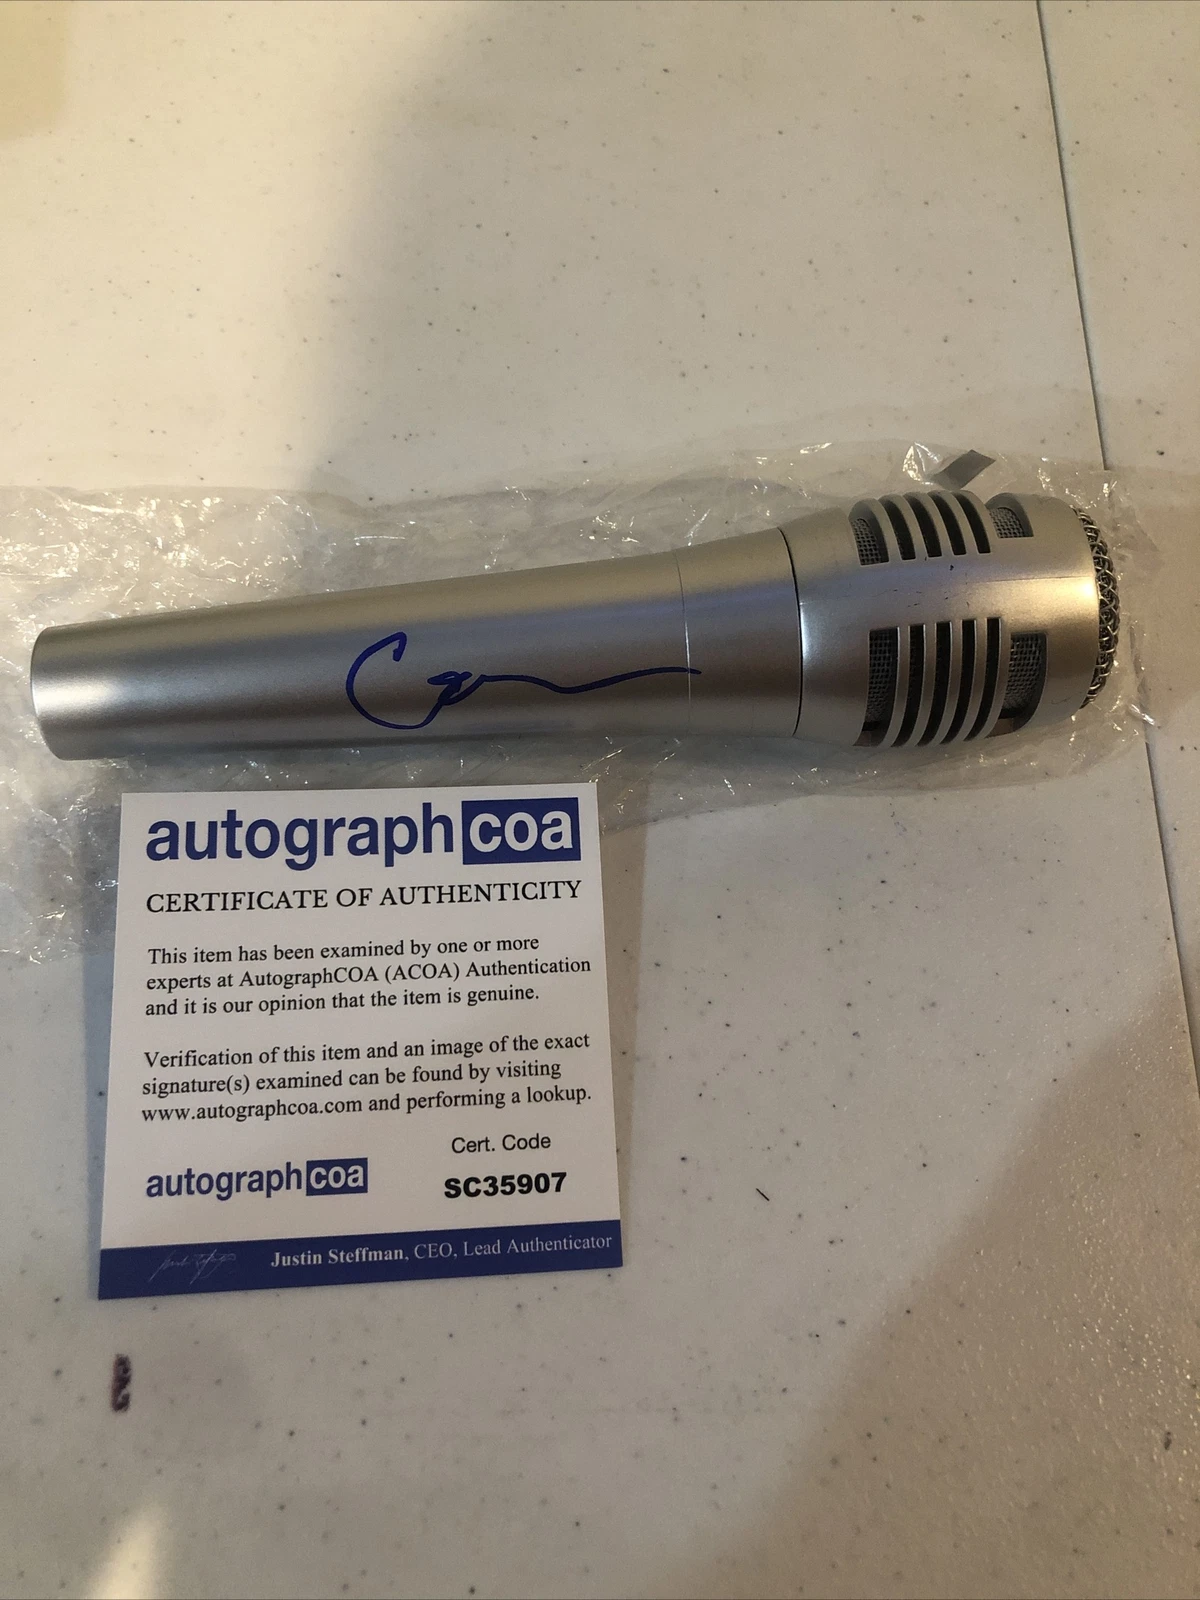 autographcoa
CERTIFICATE OF AUTHENTICITY
This item has been examined by one or more
experts at AutographCOA (ACOA) Authentication
and it is our opinion that the item is genuine.
Verification of this item and an image of the exact
signature(s) examined can be found by visiting
www.autographcoa.com and performing a lookup.
Cert. Code
autographcoa
SC35907
Justin Steffman, CEO, Lead Authenticator